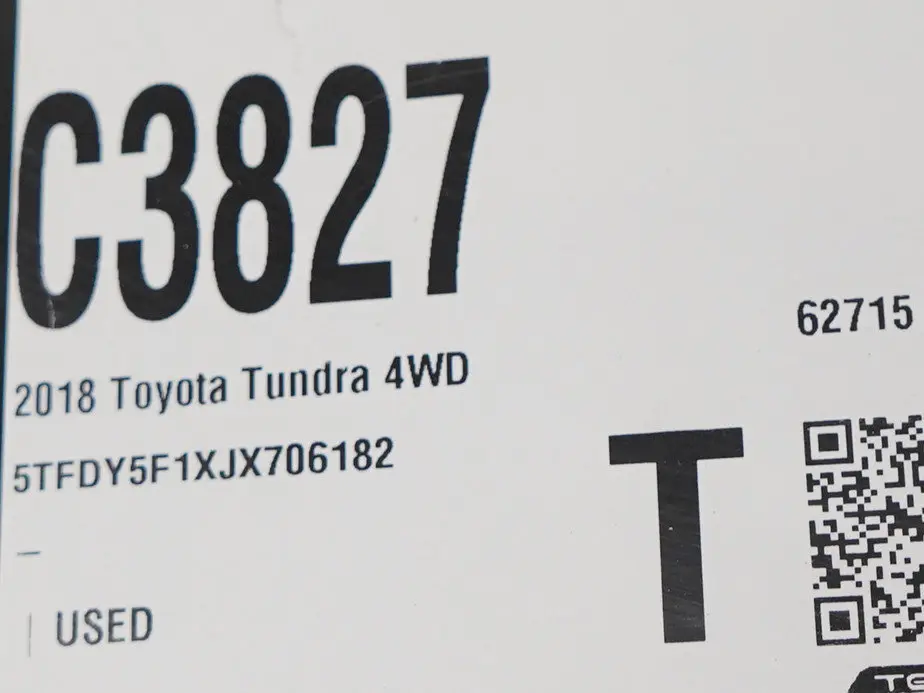 C3827
62715
2018 Toyota Tundra 4WD
5TFDY5F1XJX706182
T
–
| USED